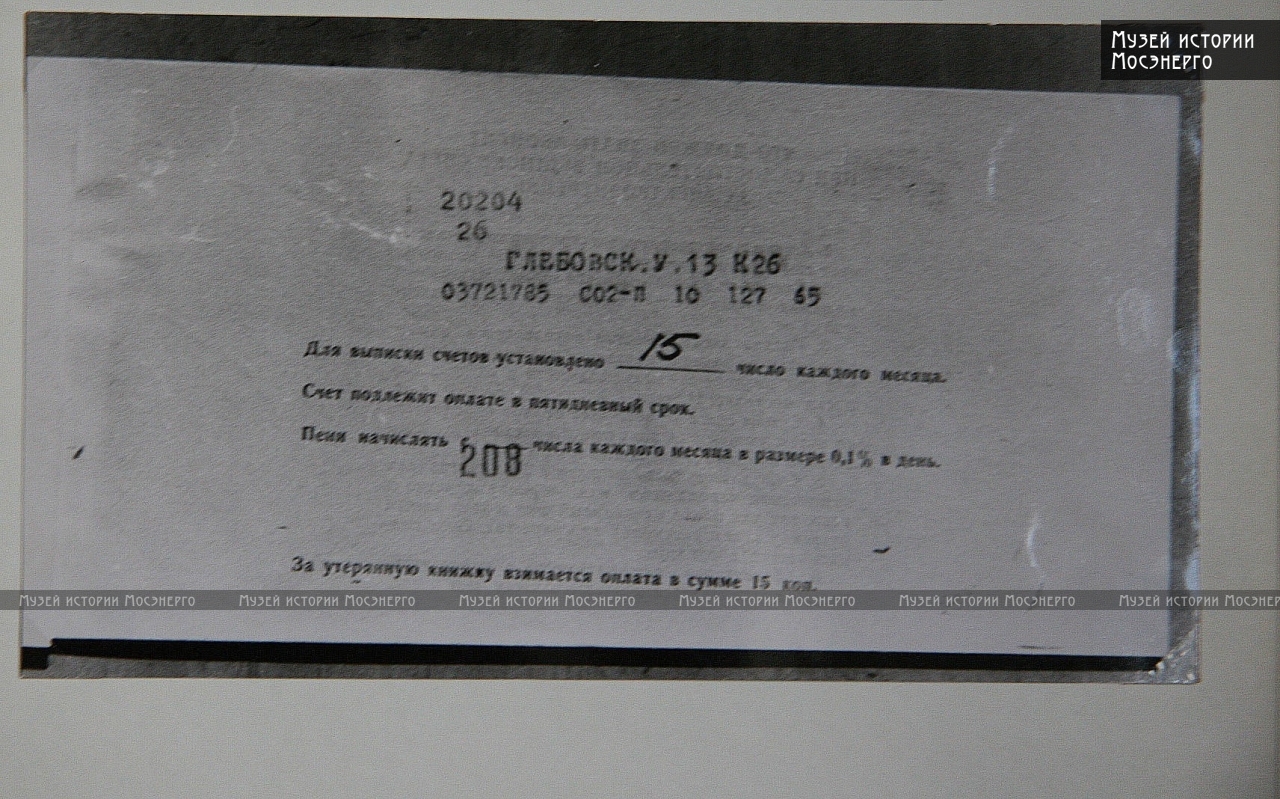 Музей истории
Мосэнерго
20204
26
ГЛЕБОВСК.У.13 К26
03721785 С02-Л 10 127 65
Для выписки счетов установлено 15 число каждого месяца.
Счет подлежит оплате в пятидневный срок.
Пени начислять с числа каждого месяца в размере 0,1% в день.
208
За утерянную книжку взимается оплата в сумме 15 коп.
Музей истории Мосэнерго Музей истории Мосэнерго Музей истории Мосэнерго Музей истории Мосэнерго Музей истории Мосэнерго Музей истории Мосэнерго